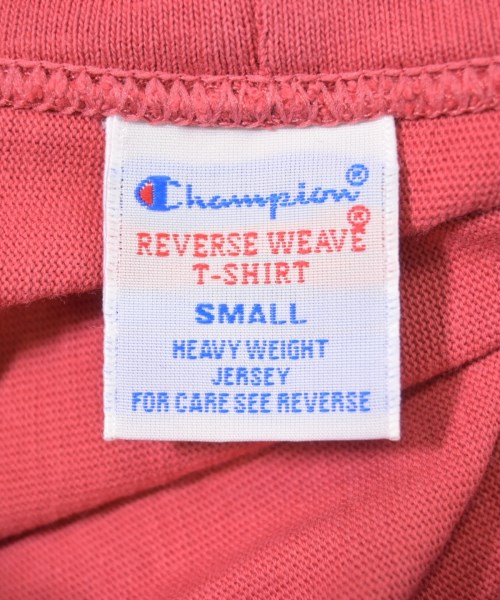 Champion®
REVERSE WEAVE®
T-SHIRT
SMALL
HEAVY WEIGHT
JERSEY
FOR CARE SEE REVERSE